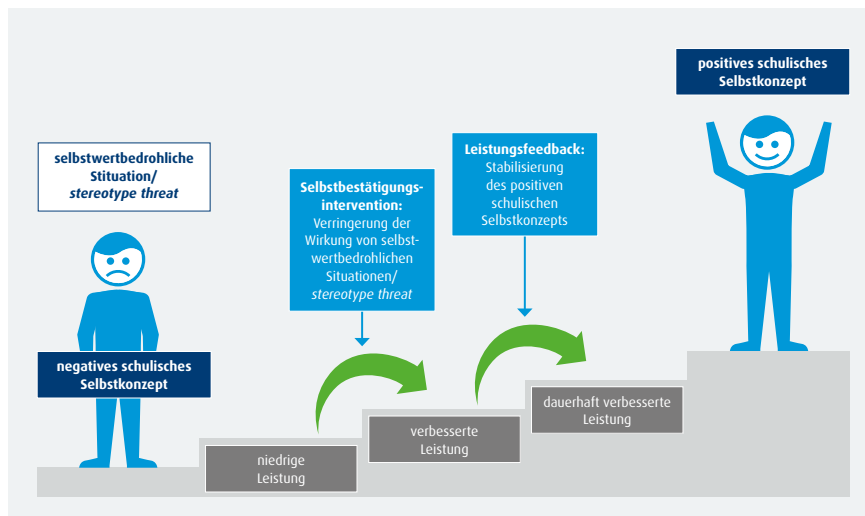 selbstwertbedrohliche
Stituation/
stereotype threat
negatives schulisches
Selbstkonzept
niedrige
Leistung
Selbstbestätigungs-
intervention:
Verringerung der
Wirkung von selbst-
wertbedrohlichen
Situationen/
stereotype threat
verbesserte
Leistung
Leistungsfeedback:
Stabilisierung
des positiven
schulischen
Selbstkonzepts
dauerhaft verbesserte
Leistung
positives schulisches
Selbstkonzept